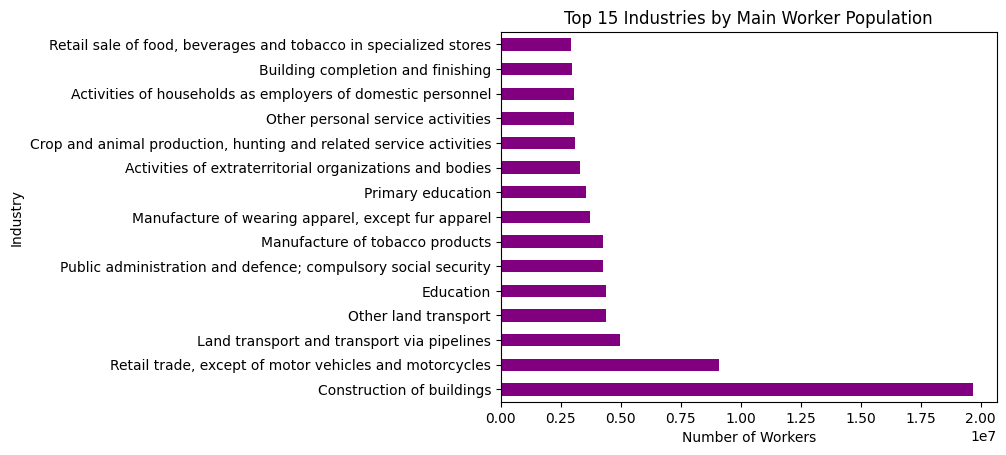 Top 15 Industries by Main Worker Population
Retail sale of food, beverages and tobacco in specialized stores
Building completion and finishing
Activities of households as employers of domestic personnel
Other personal service activities
Crop and animal production, hunting and related service activities
Activities of extraterritorial organizations and bodies
Primary education
Manufacture of wearing apparel, except fur apparel
Manufacture of tobacco products
Public administration and defence; compulsory social security
Education
Other land transport
Land transport and transport via pipelines
Retail trade, except of motor vehicles and motorcycles
Construction of buildings
Industry
0.00 0.25 0.50 0.75 1.00 1.25 1.50 1.75 2.00
1e7
Number of Workers